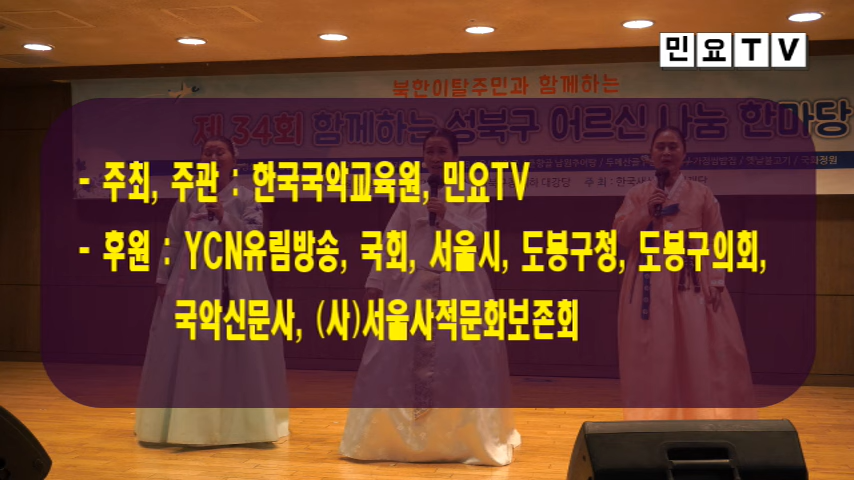 민요TV
북한이탈주민과 함께하는
제 34회 함께하는 성북구 어르신 나눔 한마당
- 주최, 주관 : 한국국악교육원, 민요TV
- 후원 : YCN유림방송, 국회, 서울시, 도봉구청, 도봉구의회,
국악신문사, (사)서울사적문화보존회